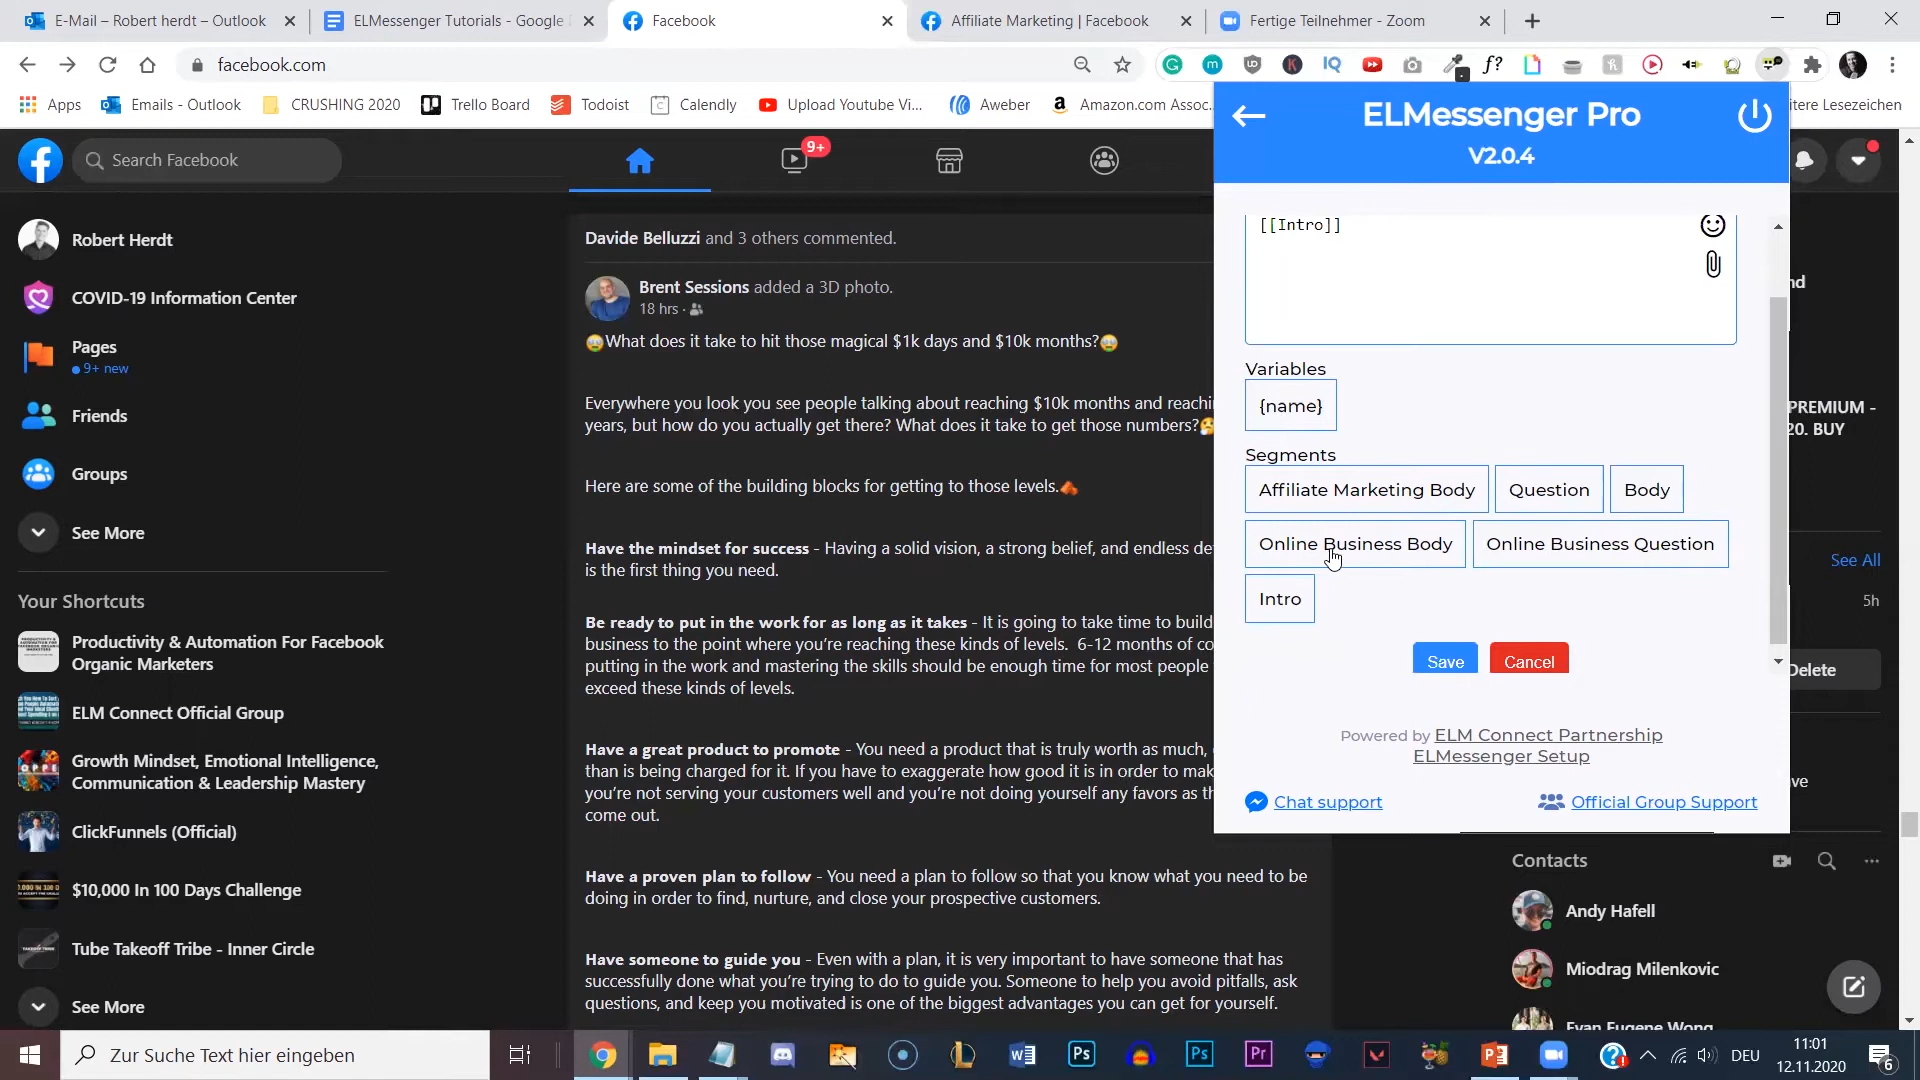 E-Mail – Robert herdt – Outlook
ELMessenger Tutorials - Google
Facebook
Affiliate Marketing | Facebook
Fertige Teilnehmer - Zoom
facebook.com
Apps
Emails - Outlook
CRUSHING 2020
Trello Board
Todoist
Calendly
Upload Youtube Vi...
Aweber
Amazon.com Assoc...
itere Lesezeichen
Search Facebook
9+
Robert Herdt
COVID-19 Information Center
Pages
9+ new
Friends
Groups
See More
Your Shortcuts
Productivity & Automation For Facebook
Organic Marketers
ELM Connect Official Group
Growth Mindset, Emotional Intelligence,
Communication & Leadership Mastery
ClickFunnels (Official)
$10,000 In 100 Days Challenge
Tube Takeoff Tribe - Inner Circle
See More
Davide Belluzzi and 3 others commented.
Brent Sessions added a 3D photo.
18 hrs ·
What does it take to hit those magical $1k days and $10k months?
Everywhere you look you see people talking about reaching $10k months and reachi
years, but how do you actually get there? What does it take to get those numbers?
Here are some of the building blocks for getting to those levels.
Have the mindset for success - Having a solid vision, a strong belief, and endless de
is the first thing you need.
Be ready to put in the work for as long as it takes - It is going to take time to build
business to the point where you're reaching these kinds of levels. 6-12 months of co
putting in the work and mastering the skills should be enough time for most people
exceed these kinds of levels.
Have a great product to promote - You need a product that is truly worth as much,
than is being charged for it. If you have to exaggerate how good it is in order to mak
you're not serving your customers well and you're not doing yourself any favors as th
come out.
Have a proven plan to follow - You need a plan to follow so that you know what you need to be
doing in order to find, nurture, and close your prospective customers.
Have someone to guide you - Even with a plan, it is very important to have someone that has
successfully done what you're trying to do to guide you. Someone to help you avoid pitfalls, ask
questions, and keep you motivated is one of the biggest advantages you can get for yourself.
ELMessenger Pro
V2.0.4
[[Intro]]
Variables
{name}
Segments
Affiliate Marketing Body
Question
Body
Online Business Body
Online Business Question
Intro
Save
Cancel
Powered by ELM Connect Partnership
ELMessenger Setup
Chat support
Official Group Support
nd
PREMIUM -
20. BUY
See All
5h
Delete
ve
Contacts
Andy Hafell
Miodrag Milenkovic
Evan Eugene Wong
Zur Suche Text hier eingeben
DEU
11:01
12.11.2020
6